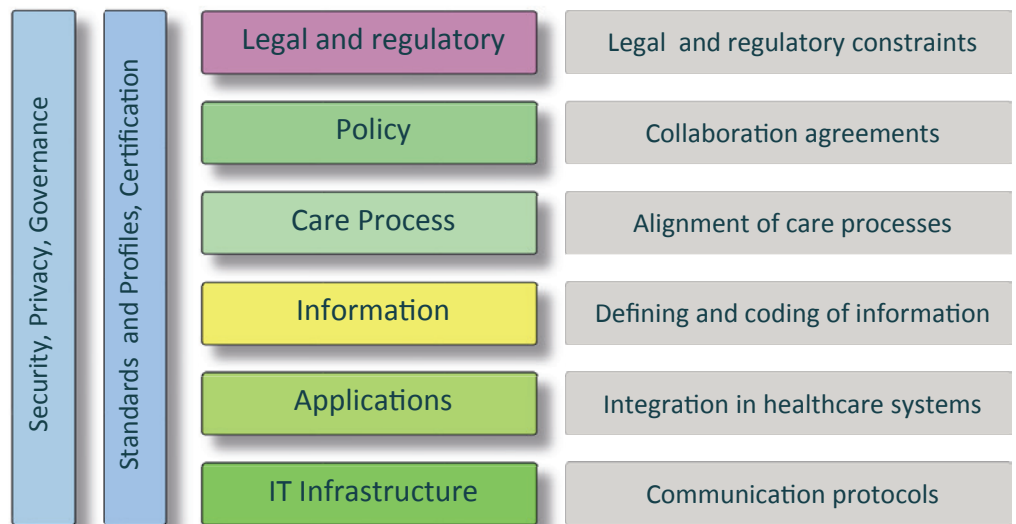 Security, Privacy, Governance
Standards and Profiles, Certification
Legal and regulatory
Legal and regulatory constraints
Policy
Collaboration agreements
Care Process
Alignment of care processes
Information
Defining and coding of information
Applications
Integration in healthcare systems
IT Infrastructure
Communication protocols